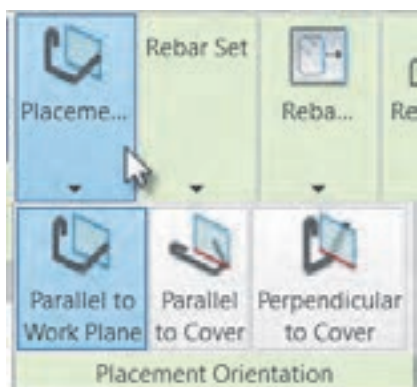 Rebar Set
Placeme...
Reba...
Re
Parallel to
Work Plane
Parallel
to Cover
Perpendicular
to Cover
Placement Orientation